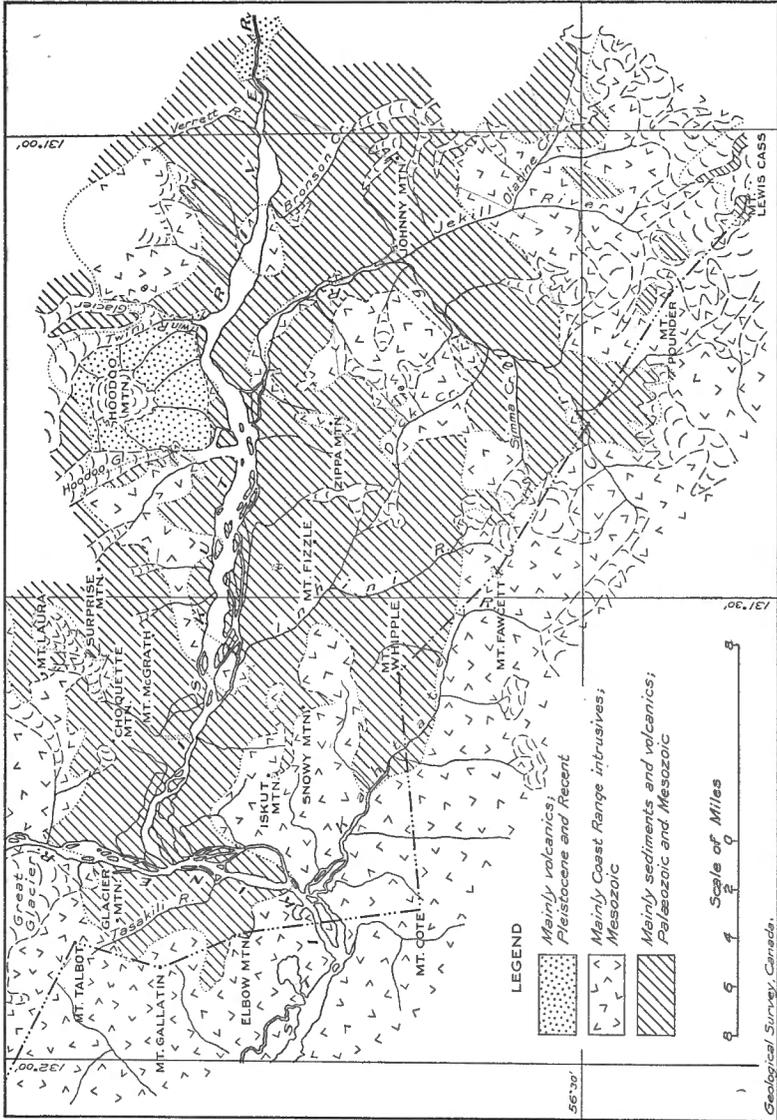 131°00'
131°30'
132°00'
56°30'
Verrett R.
Bronson Cr.
JOHNNY MTN.
Jekill River
Oladine Cr.
MT.
LEWIS CASS
MT.
POUNDER
Twin Glacier
Twin R.
HOODOO
MTN.
Hoodoo Gl.
ISKUT RIVER
ZIPPA MTN.
Dick Cr.
Simma Cr.
MT. FIZZLE
Inn
MT. LAURA
SURPRISE
MTN.
CHOQUETTE
MTN.
MT. McGRATH
MT.
WHIPPLE
MT. FAWCETT
SNOWY MTN.
ISKUT
MTN.
Great
Glacier
GLACIER
MTN.
Tasakill R.
MT. TALBOT
MT. GALLATIN
ELBOW MTN.
MT. COTE
STIKINE R.
LEGEND
Mainly volcanics;
Pleistocene and Recent
Mainly Coast Range intrusives;
Mesozoic
Mainly sediments and volcanics;
Palæozoic and Mesozoic
Scale of Miles
8 6 4 2 0 8
Geological Survey, Canada.